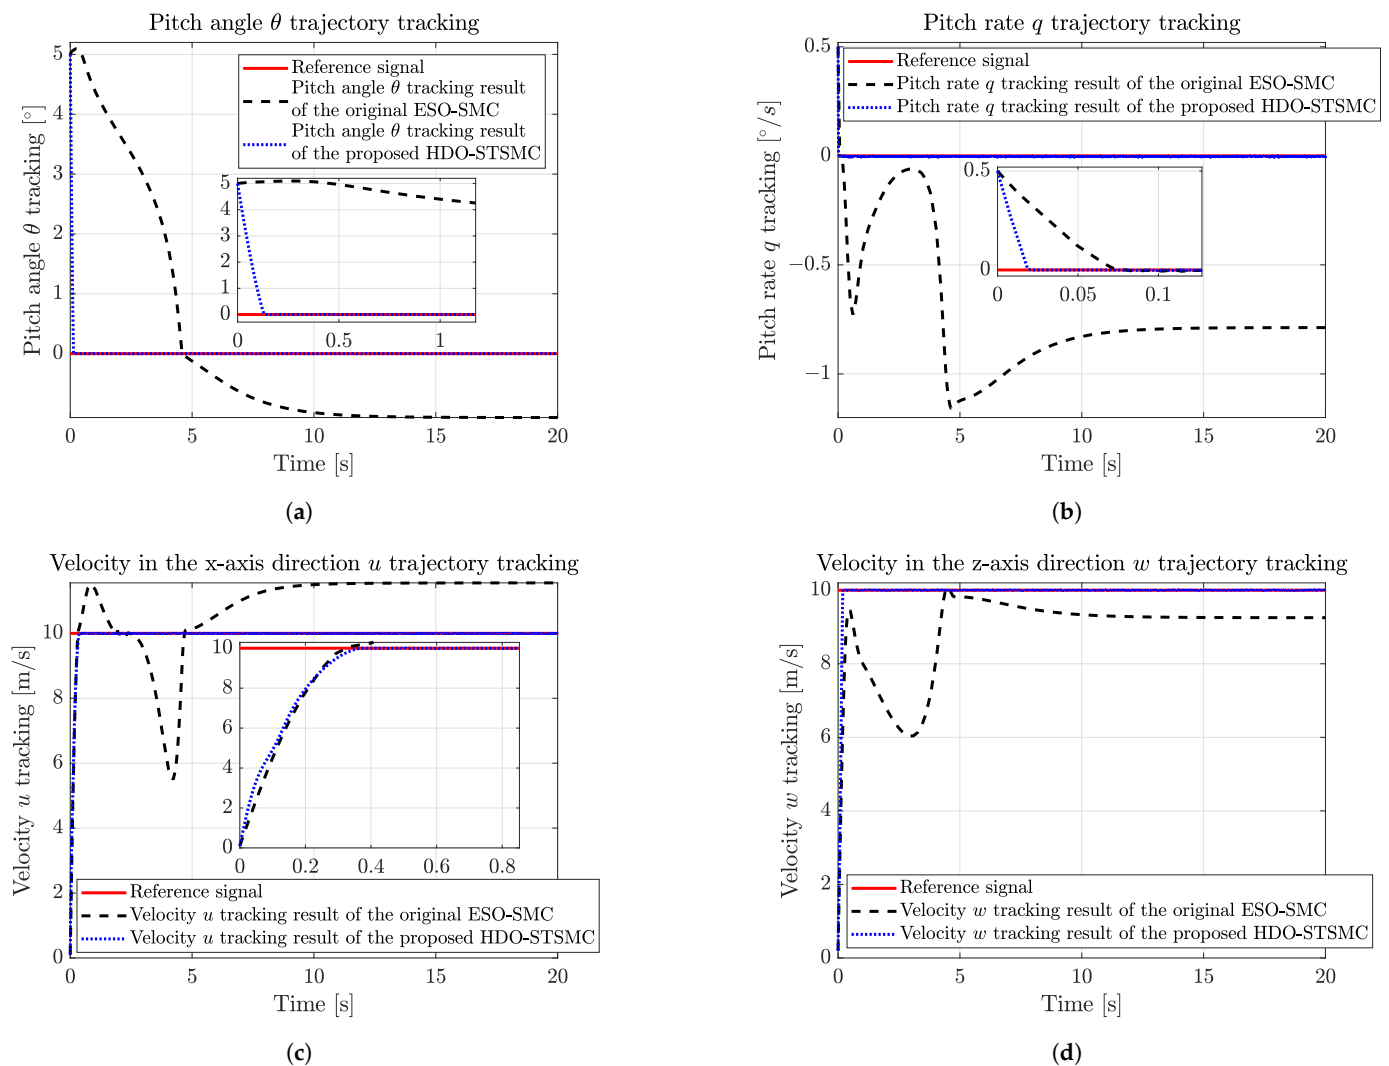 Pitch angle θ trajectory tracking
Pitch angle θ tracking [°]
5
4
3
2
1
0
Reference signal
Pitch angle θ tracking result
of the original ESO-SMC
Pitch angle θ tracking result
of the proposed HDO-STSMC
5
4
3
2
1
0
0 0.5 1
0 5 10 15 20
Time [s]
(a)
Pitch rate q trajectory tracking
Pitch rate q tracking [°/s]
0.5
0
−0.5
−1
Reference signal
Pitch rate q tracking result of the original ESO-SMC
Pitch rate q tracking result of the proposed HDO-STSMC
0.5
0
0 0.05 0.1
0 5 10 15 20
Time [s]
(b)
Velocity in the x-axis direction u trajectory tracking
Velocity u tracking [m/s]
10
8
6
4
2
0
10
8
6
4
2
0
0 0.2 0.4 0.6 0.8
Reference signal
Velocity u tracking result of the original ESO-SMC
Velocity u tracking result of the proposed HDO-STSMC
0 5 10 15 20
Time [s]
(c)
Velocity in the z-axis direction w trajectory tracking
Velocity w tracking [m/s]
10
8
6
4
2
0
Reference signal
Velocity w tracking result of the original ESO-SMC
Velocity w tracking result of the proposed HDO-STSMC
0 5 10 15 20
Time [s]
(d)